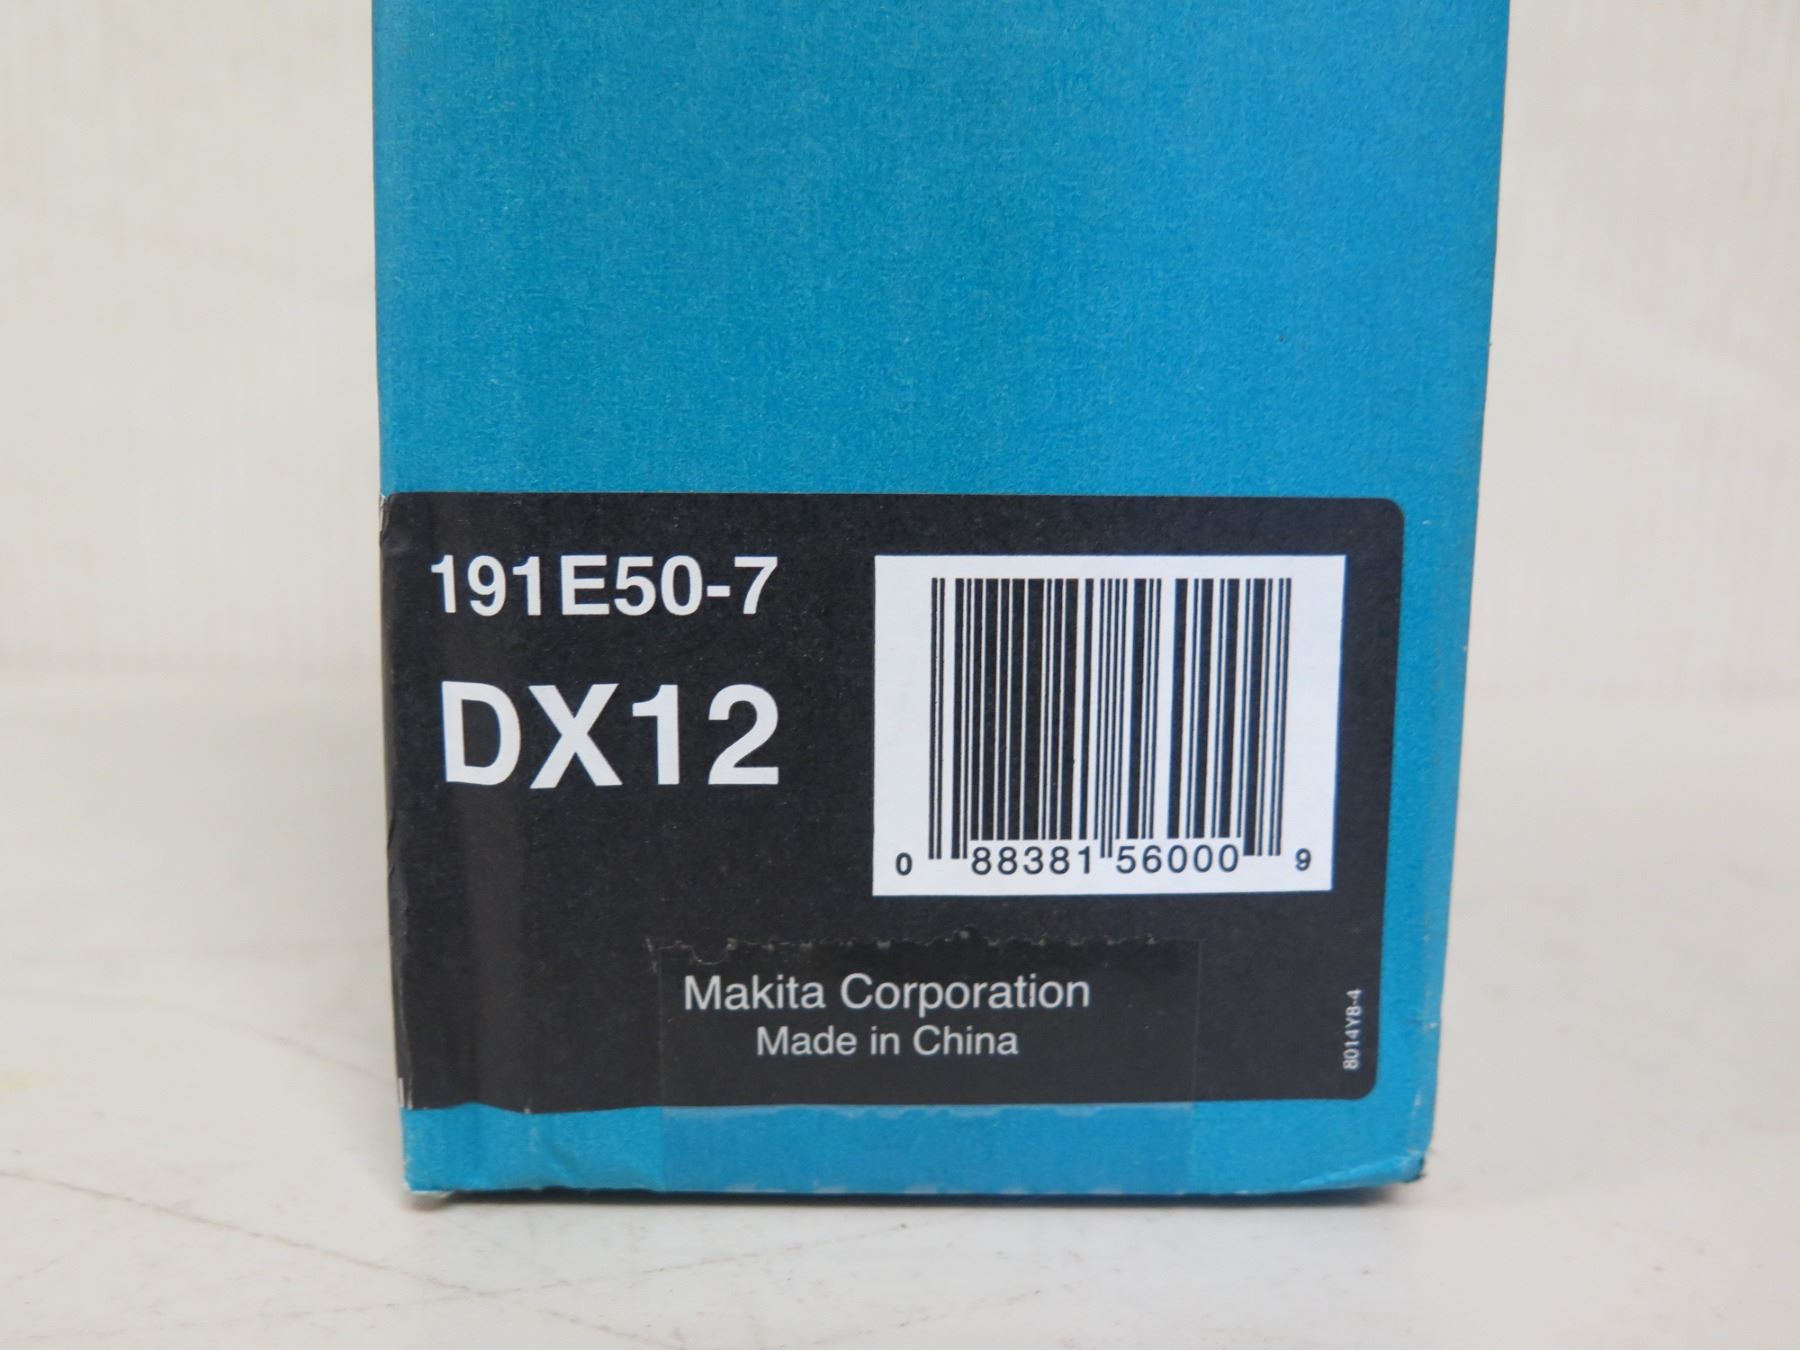 191E50-7
DX12
0 88381 56000 9
Makita Corporation
Made in China
8014Y8-4